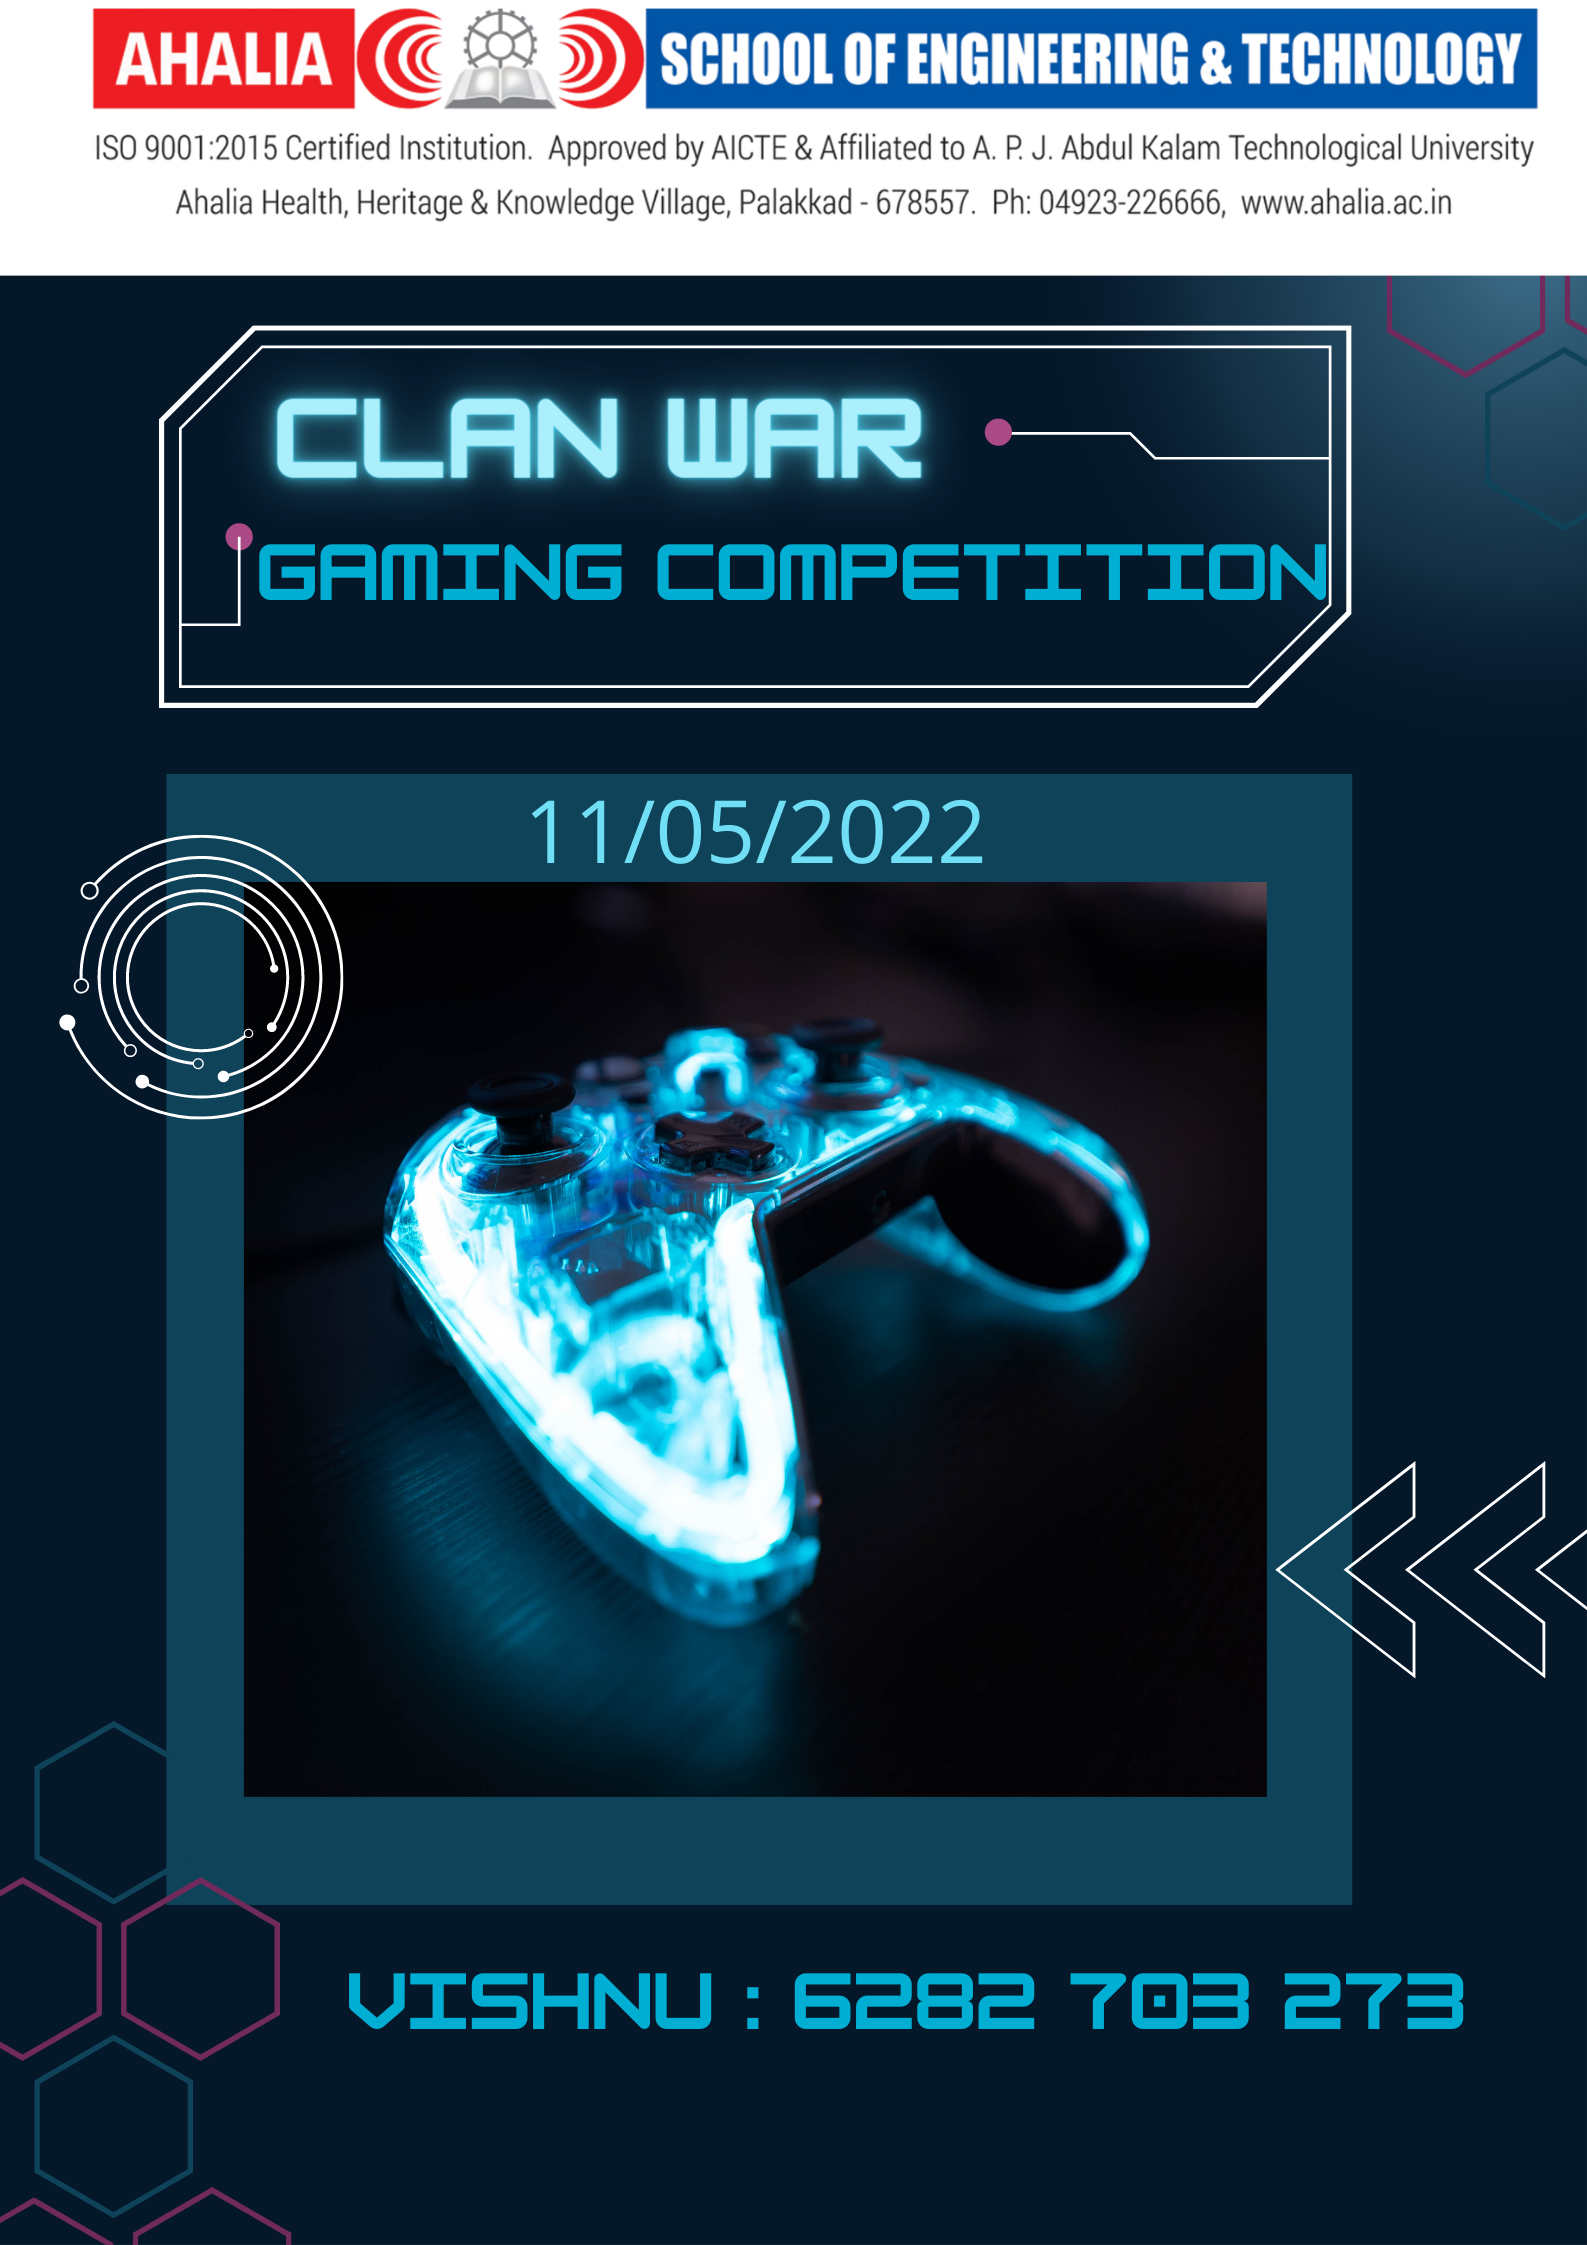 AHALIA SCHOOL OF ENGINEERING & TECHNOLOGY
ISO 9001:2015 Certified Institution. Approved by AICTE & Affiliated to A. P. J. Abdul Kalam Technological University
Ahalia Health, Heritage & Knowledge Village, Palakkad - 678557. Ph: 04923-226666, www.ahalia.ac.in
CLAN WAR
GAMING COMPETITION
11/05/2022
VISHNU : 6282 703 273